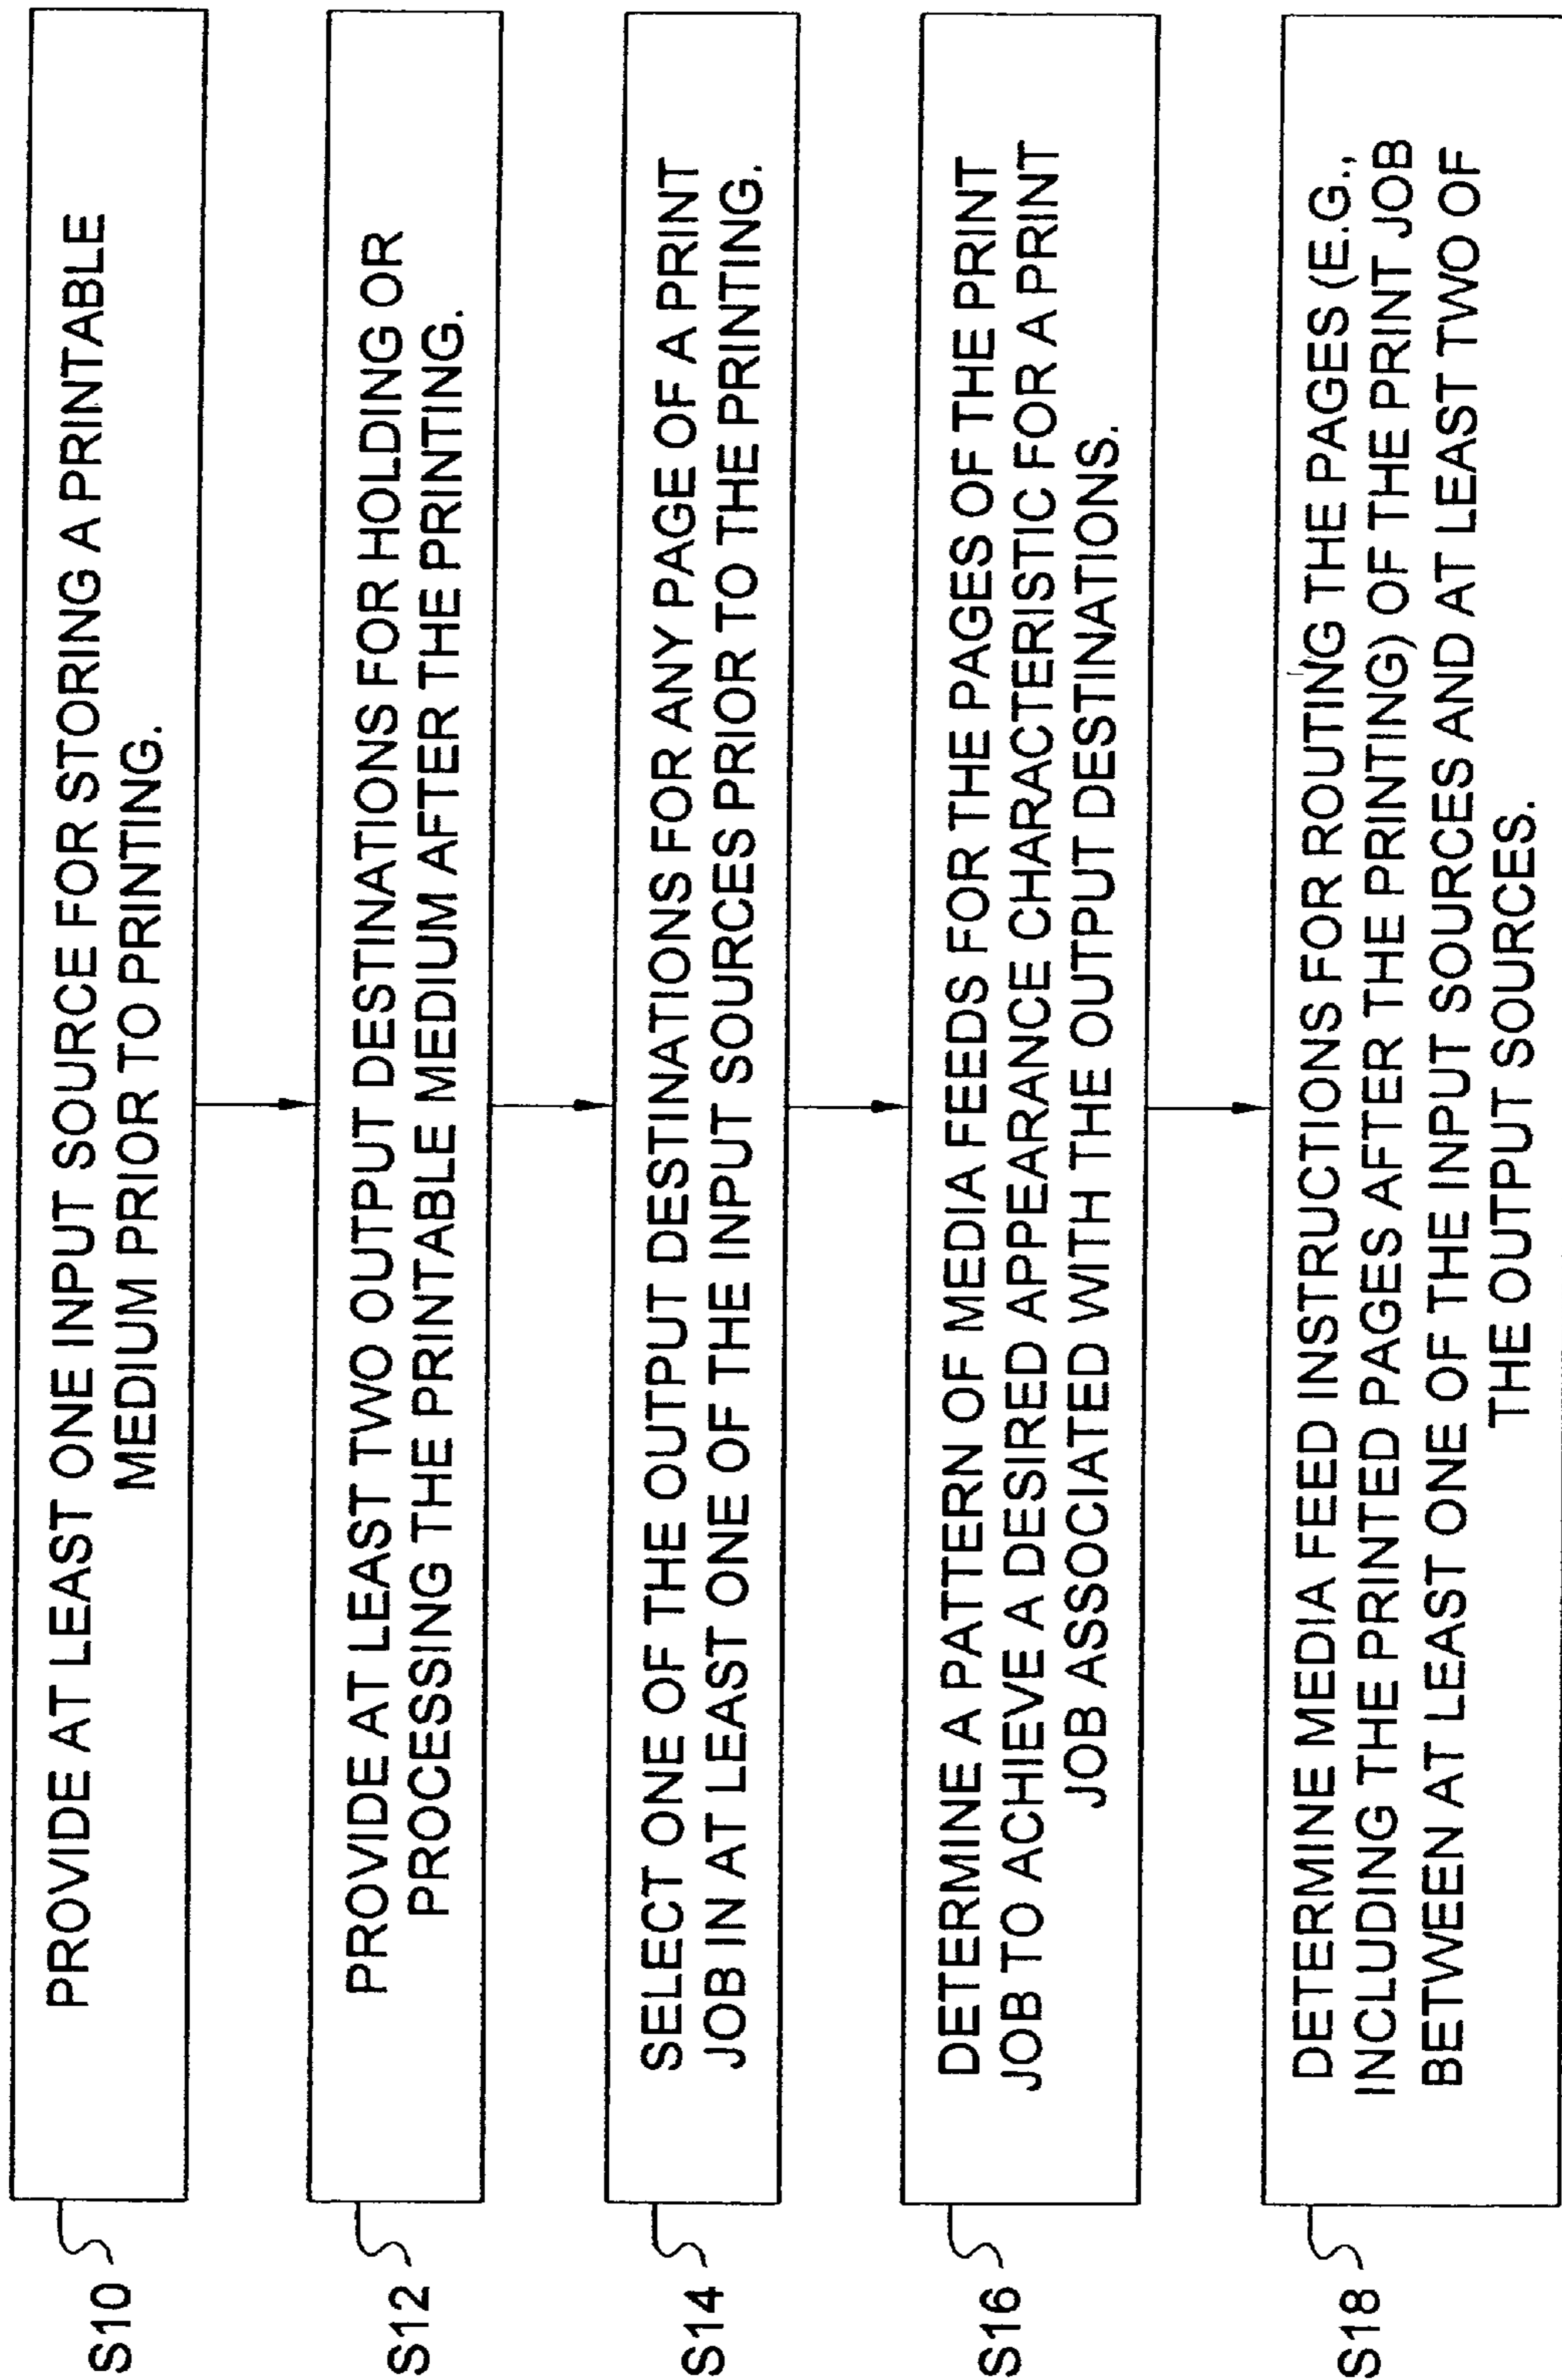 S10
PROVIDE AT LEAST ONE INPUT SOURCE FOR STORING A PRINTABLE
MEDIUM PRIOR TO PRINTING.
S12
PROVIDE AT LEAST TWO OUTPUT DESTINATIONS FOR HOLDING OR
PROCESSING THE PRINTABLE MEDIUM AFTER THE PRINTING.
S14
SELECT ONE OF THE OUTPUT DESTINATIONS FOR ANY PAGE OF A PRINT
JOB IN AT LEAST ONE OF THE INPUT SOURCES PRIOR TO THE PRINTING.
S16
DETERMINE A PATTERN OF MEDIA FEEDS FOR THE PAGES OF THE PRINT
JOB TO ACHIEVE A DESIRED APPEARANCE CHARACTERISTIC FOR A PRINT
JOB ASSOCIATED WITH THE OUTPUT DESTINATIONS.
S18
DETERMINE MEDIA FEED INSTRUCTIONS FOR ROUTING THE PAGES (E.G.,
INCLUDING THE PRINTED PAGES AFTER THE PRINTING) OF THE PRINT JOB
BETWEEN AT LEAST ONE OF THE INPUT SOURCES AND AT LEAST TWO OF
THE OUTPUT SOURCES.